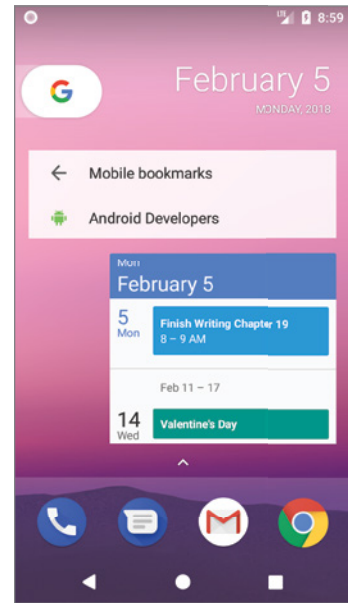 LTE 8:59
G
February 5
MONDAY, 2018
Mobile bookmarks
Android Developers
Mon
February 5
5
Mon
Finish Writing Chapter 19
8 – 9 AM
Feb 11 – 17
14
Wed
Valentine's Day